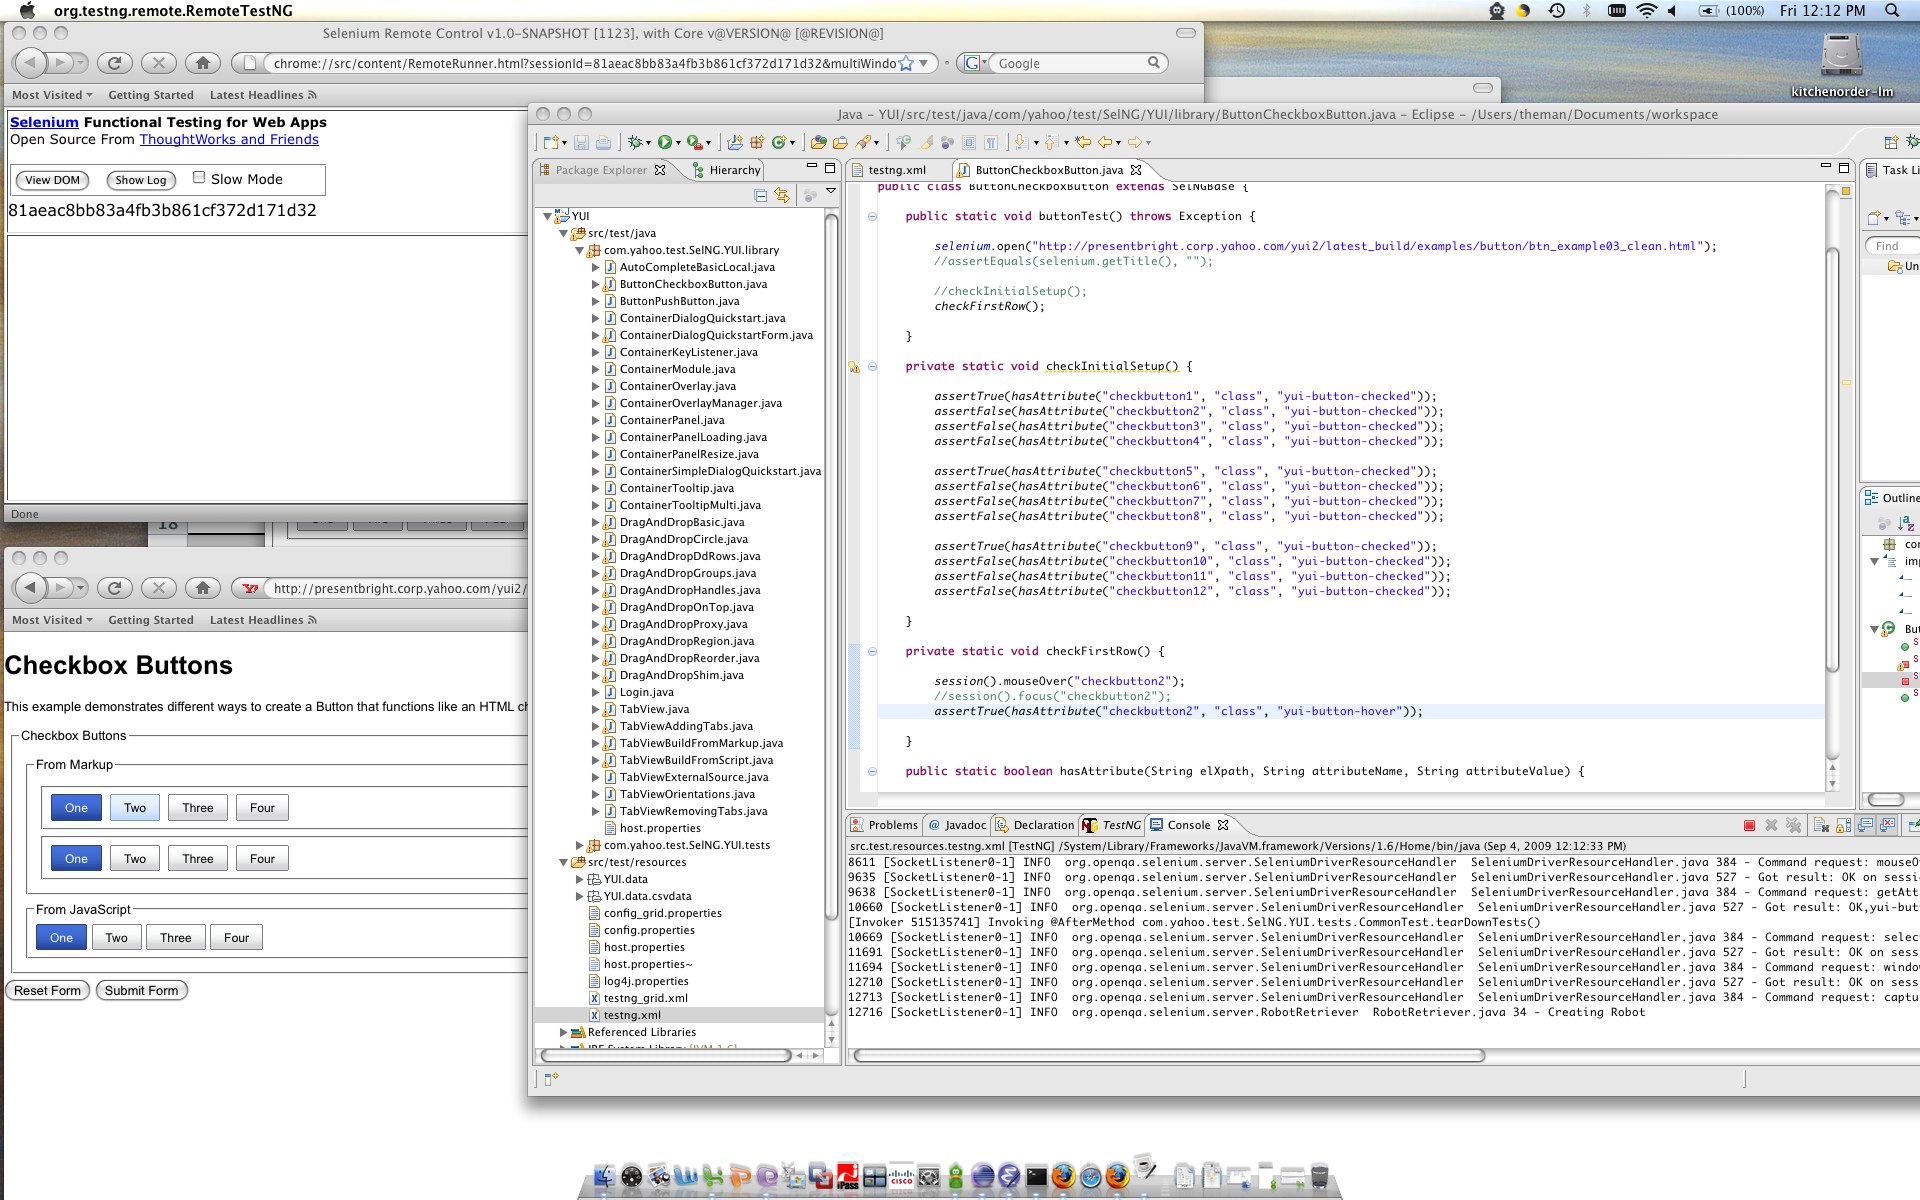 org.testng.remote.RemoteTestNG
(100%) Fri 12:12 PM
kitchenorder-lm
Selenium Remote Control v1.0-SNAPSHOT [1123], with Core v@VERSION@ [@REVISION@]
chrome://src/content/RemoteRunner.html?sessionId=81aeac8bb83a4fb3b861cf372d171d32&multiWindo
Google
Most Visited Getting Started Latest Headlines
Selenium Functional Testing for Web Apps
Open Source From ThoughtWorks and Friends
View DOM Show Log Slow Mode
81aeac8bb83a4fb3b861cf372d171d32
Done
18
http://presentbright.corp.yahoo.com/yui2/
Most Visited Getting Started Latest Headlines
Checkbox Buttons
This example demonstrates different ways to create a Button that functions like an HTML ch
Checkbox Buttons
From Markup
One Two Three Four
One Two Three Four
From JavaScript
One Two Three Four
Reset Form Submit Form
Java - YUI/src/test/java/com/yahoo/test/SelNG/YUI/library/ButtonCheckboxButton.java - Eclipse - /Users/theman/Documents/workspace
Package Explorer Hierarchy
YUI
src/test/java
com.yahoo.test.SelNG.YUI.library
AutoCompleteBasicLocal.java
ButtonCheckboxButton.java
ButtonPushButton.java
ContainerDialogQuickstart.java
ContainerDialogQuickstartForm.java
ContainerKeyListener.java
ContainerModule.java
ContainerOverlay.java
ContainerOverlayManager.java
ContainerPanel.java
ContainerPanelLoading.java
ContainerPanelResize.java
ContainerSimpleDialogQuickstart.java
ContainerTooltip.java
ContainerTooltipMulti.java
DragAndDropBasic.java
DragAndDropCircle.java
DragAndDropDdRows.java
DragAndDropGroups.java
DragAndDropHandles.java
DragAndDropOnTop.java
DragAndDropProxy.java
DragAndDropRegion.java
DragAndDropReorder.java
DragAndDropShim.java
Login.java
TabView.java
TabViewAddingTabs.java
TabViewBuildFromMarkup.java
TabViewBuildFromScript.java
TabViewExternalSource.java
TabViewOrientations.java
TabViewRemovingTabs.java
host.properties
com.yahoo.test.SelNG.YUI.tests
src/test/resources
YUI.data
YUI.data.csvdata
config_grid.properties
config.properties
host.properties
host.properties~
log4j.properties
testng_grid.xml
testng.xml
Referenced Libraries
JRE System Library [JVM 1.6]
testng.xml ButtonCheckboxButton.java
public class ButtonCheckboxButton extends SelNGBase {
public static void buttonTest() throws Exception {
selenium.open("http://presentbright.corp.yahoo.com/yui2/latest_build/examples/button/btn_example03_clean.html");
//assertEquals(selenium.getTitle(), "");
//checkInitialSetup();
checkFirstRow();
}
private static void checkInitialSetup() {
assertTrue(hasAttribute("checkbutton1", "class", "yui-button-checked"));
assertFalse(hasAttribute("checkbutton2", "class", "yui-button-checked"));
assertFalse(hasAttribute("checkbutton3", "class", "yui-button-checked"));
assertFalse(hasAttribute("checkbutton4", "class", "yui-button-checked"));
assertTrue(hasAttribute("checkbutton5", "class", "yui-button-checked"));
assertFalse(hasAttribute("checkbutton6", "class", "yui-button-checked"));
assertFalse(hasAttribute("checkbutton7", "class", "yui-button-checked"));
assertFalse(hasAttribute("checkbutton8", "class", "yui-button-checked"));
assertTrue(hasAttribute("checkbutton9", "class", "yui-button-checked"));
assertFalse(hasAttribute("checkbutton10", "class", "yui-button-checked"));
assertFalse(hasAttribute("checkbutton11", "class", "yui-button-checked"));
assertFalse(hasAttribute("checkbutton12", "class", "yui-button-checked"));
}
private static void checkFirstRow() {
session().mouseOver("checkbutton2");
//session().focus("checkbutton2");
assertTrue(hasAttribute("checkbutton2", "class", "yui-button-hover"));
}
public static boolean hasAttribute(String elXpath, String attributeName, String attributeValue) {
Task Li
Find
Un
Outline
co
imp
But
Problems Javadoc Declaration TestNG Console
src.test.resources.testng.xml [TestNG] /System/Library/Frameworks/JavaVM.framework/Versions/1.6/Home/bin/java (Sep 4, 2009 12:12:33 PM)
8611 [SocketListener0-1] INFO org.openqa.selenium.server.SeleniumDriverResourceHandler SeleniumDriverResourceHandler.java 384 - Command request: mouseO
9635 [SocketListener0-1] INFO org.openqa.selenium.server.SeleniumDriverResourceHandler SeleniumDriverResourceHandler.java 527 - Got result: OK on sessi
9638 [SocketListener0-1] INFO org.openqa.selenium.server.SeleniumDriverResourceHandler SeleniumDriverResourceHandler.java 384 - Command request: getAtt
10660 [SocketListener0-1] INFO org.openqa.selenium.server.SeleniumDriverResourceHandler SeleniumDriverResourceHandler.java 527 - Got result: OK,yui-but
[Invoker 515135741] Invoking @AfterMethod com.yahoo.test.SelNG.YUI.tests.CommonTest.tearDownTests()
10669 [SocketListener0-1] INFO org.openqa.selenium.server.SeleniumDriverResourceHandler SeleniumDriverResourceHandler.java 384 - Command request: selec
11691 [SocketListener0-1] INFO org.openqa.selenium.server.SeleniumDriverResourceHandler SeleniumDriverResourceHandler.java 527 - Got result: OK on sess
11694 [SocketListener0-1] INFO org.openqa.selenium.server.SeleniumDriverResourceHandler SeleniumDriverResourceHandler.java 384 - Command request: windo
12710 [SocketListener0-1] INFO org.openqa.selenium.server.SeleniumDriverResourceHandler SeleniumDriverResourceHandler.java 527 - Got result: OK on sess
12713 [SocketListener0-1] INFO org.openqa.selenium.server.SeleniumDriverResourceHandler SeleniumDriverResourceHandler.java 384 - Command request: captu
12716 [SocketListener0-1] INFO org.openqa.selenium.server.RobotRetriever RobotRetriever.java 34 - Creating Robot
iPass
CISCO